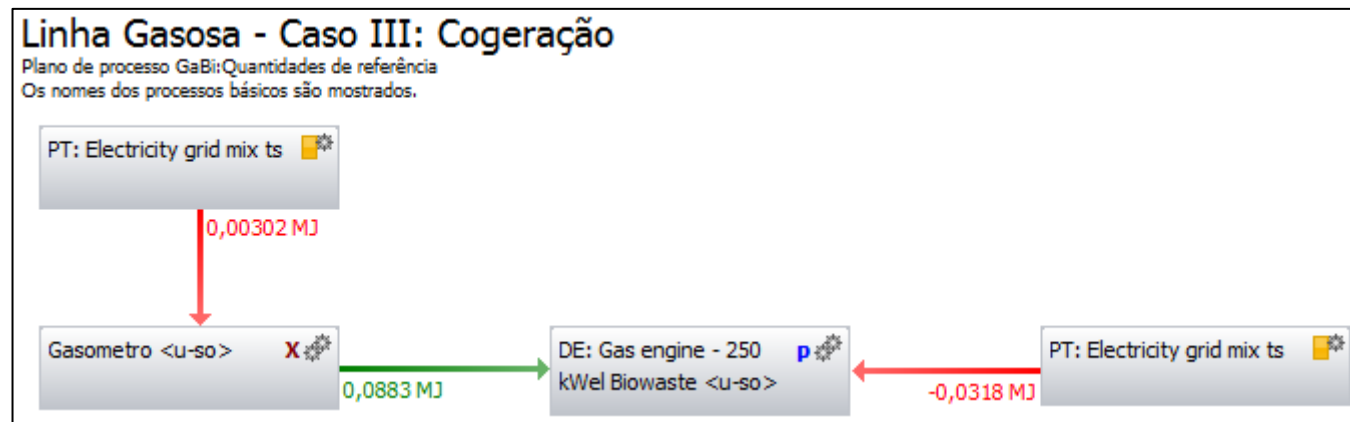 Linha Gasosa - Caso III: Cogeração
Plano de processo GaBi:Quantidades de referência
Os nomes dos processos básicos são mostrados.
PT: Electricity grid mix ts
0,00302 MJ
Gasometro <u-so> X
0,0883 MJ
DE: Gas engine - 250 p
kWel Biowaste <u-so>
-0,0318 MJ
PT: Electricity grid mix ts